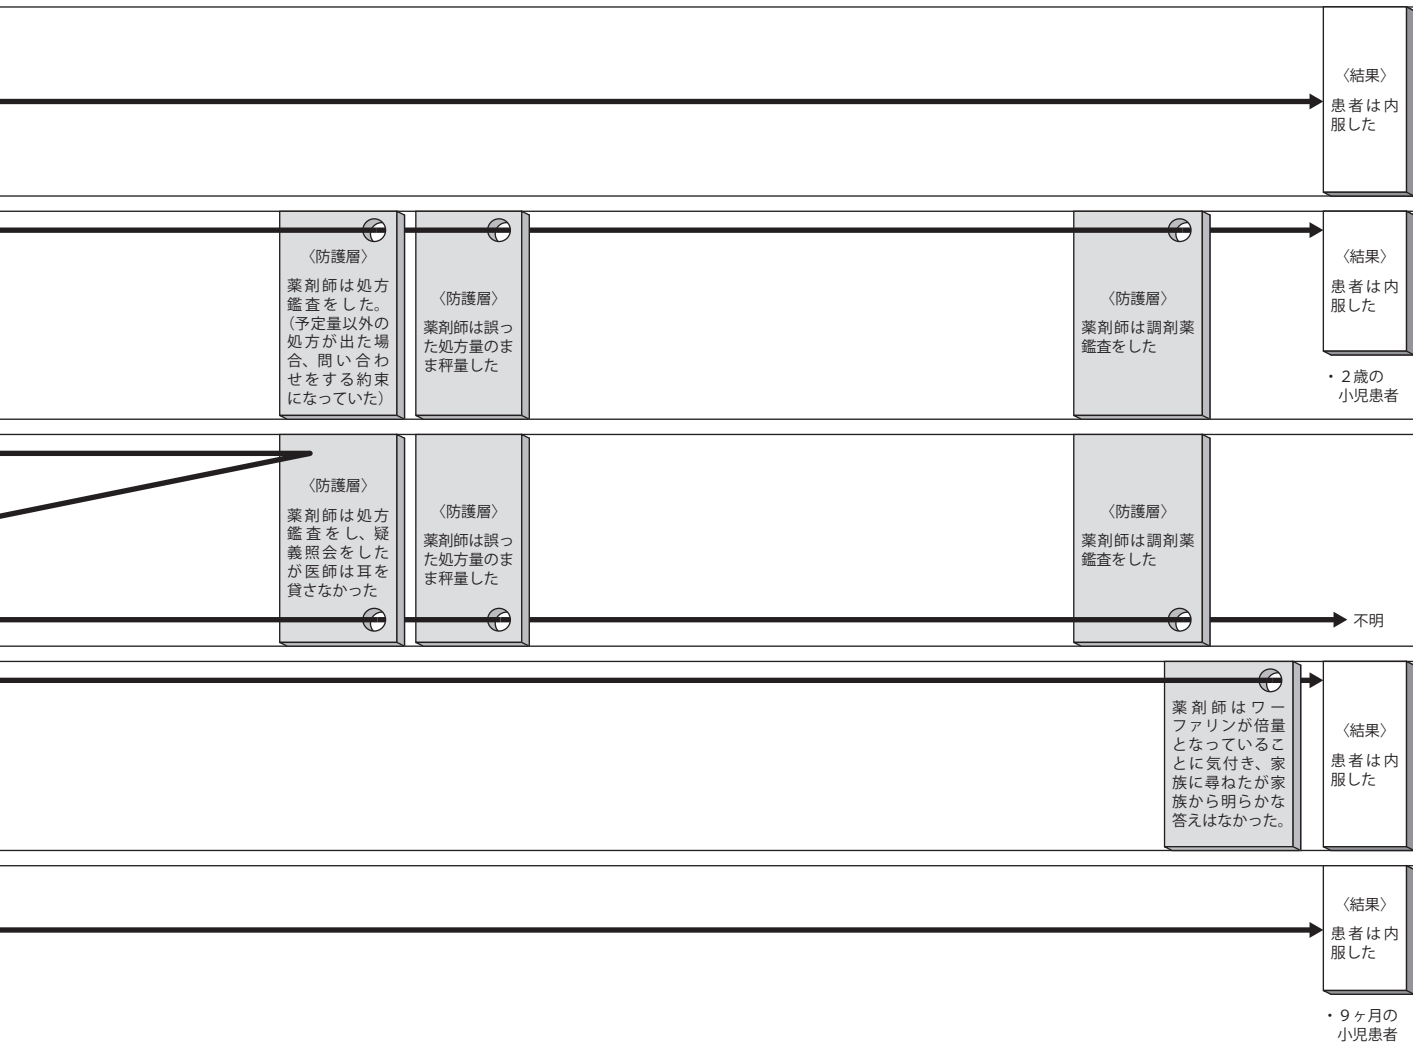 〈結果〉
患者は内
服した
〈防護層〉
薬剤師は処方
鑑査をした。
（予定量以外の
処方が出た場
合、問い合わ
せをする約束
になっていた）
〈防護層〉
薬剤師は誤っ
た処方量のま
ま秤量した
〈防護層〉
薬剤師は調剤薬
鑑査をした
〈結果〉
患者は内
服した
・２歳の
小児患者
〈防護層〉
薬剤師は処方
鑑査をし、疑
義照会をした
が医師は耳を
貸さなかった
〈防護層〉
薬剤師は誤っ
た処方量のま
ま秤量した
〈防護層〉
薬剤師は調剤薬
鑑査をした
不明
薬剤師はワー
ファリンが倍量
となっているこ
とに気付き、家
族に尋ねたが家
族から明らかな
答えはなかった。
〈結果〉
患者は内
服した
〈結果〉
患者は内
服した
・９ヶ月の
小児患者